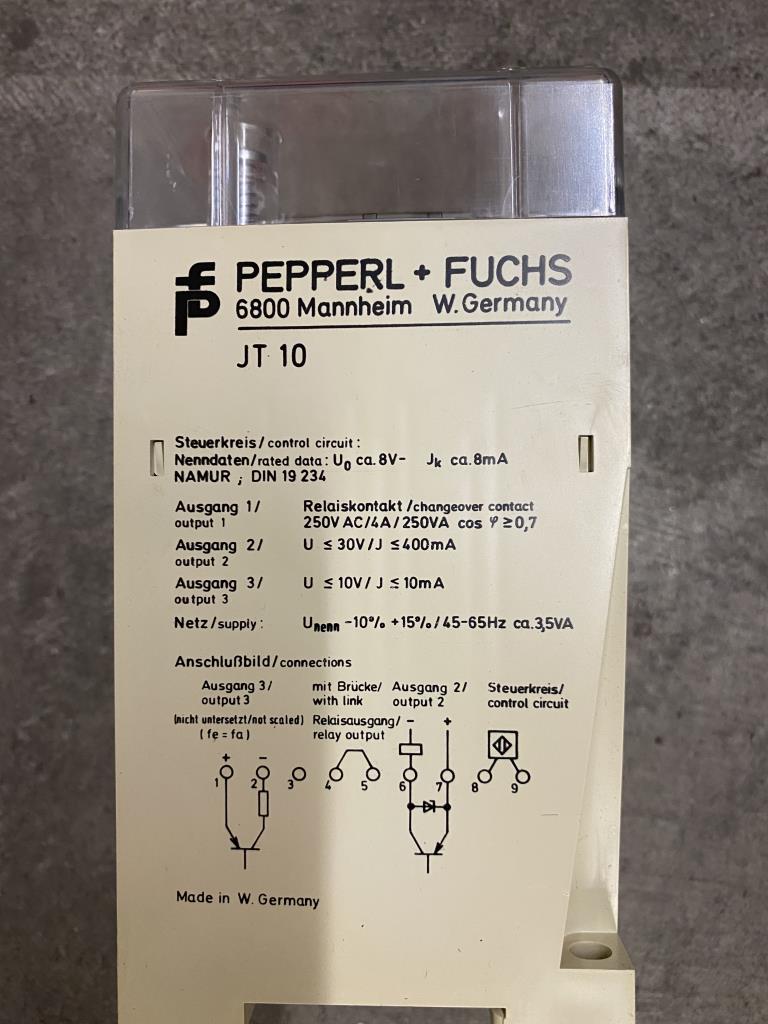 PEPPERL + FUCHS
6800 Mannheim W. Germany
JT 10
Steuerkreis/control circuit:
Nenndaten/rated data: U₀ ca. 8V- Jₖ ca. 8mA
NAMUR ; DIN 19 234
Ausgang 1/ Relaiskontakt/changeover contact
output 1 250V AC/4A/250VA cos φ ≥0,7
Ausgang 2/ U ≤ 30V/J ≤400mA
output 2
Ausgang 3/ U ≤ 10V/ J ≤ 10mA
output 3
Netz/supply: Unenn -10% +15%/45-65Hz ca.3,5VA
Anschlußbild/connections
Ausgang 3/ mit Brücke/ Ausgang 2/ Steuerkreis/
output 3 with link output 2 control circuit
(nicht untersetzt/not scaled) Relaisausgang/ - +
(fe = fa) relay output
+ -
1 2 3 4 5 6 7 8 9
Made in W. Germany